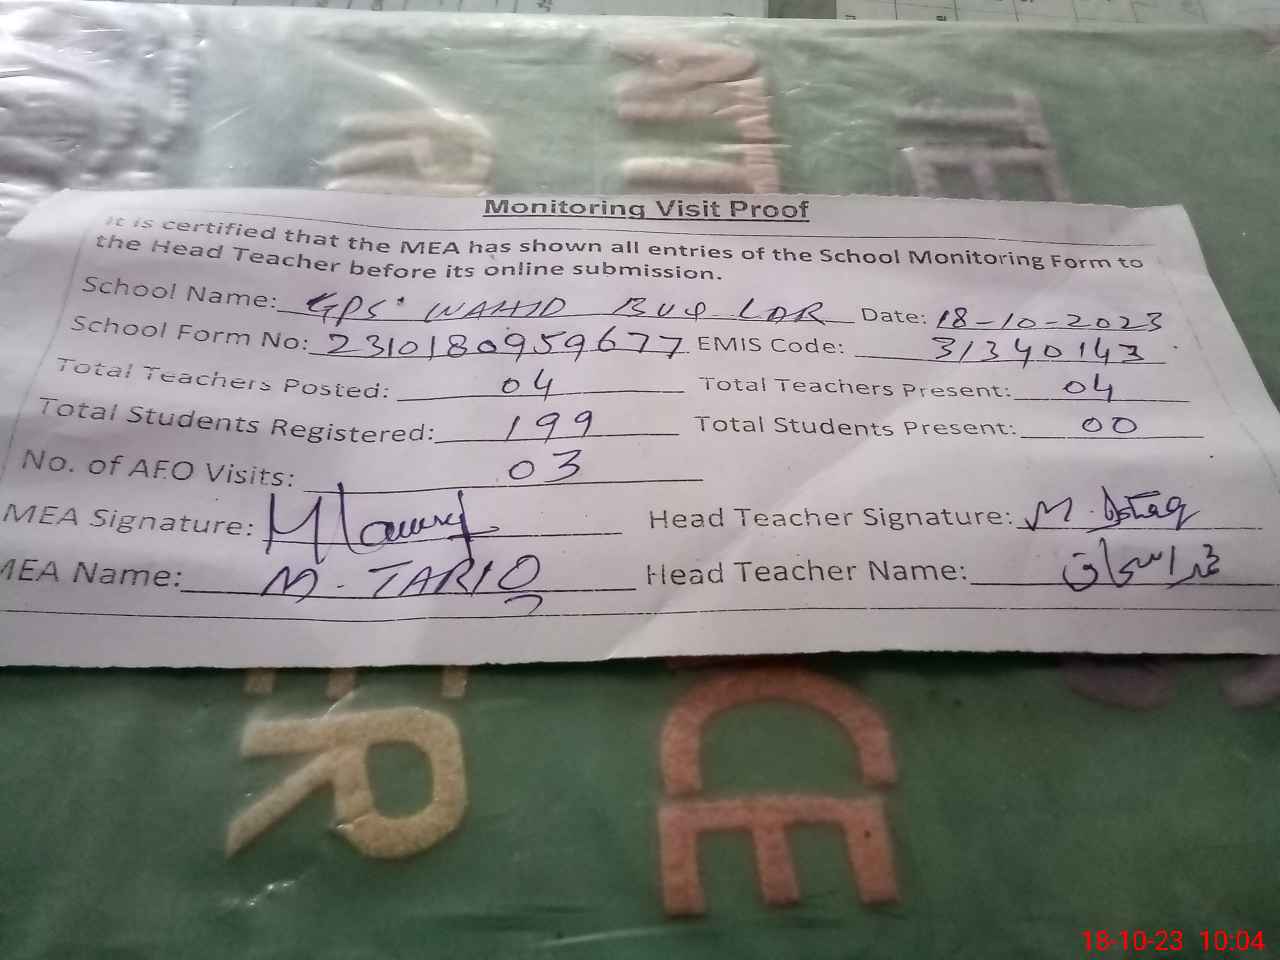 Monitoring Visit Proof
It is certified that the MEA has shown all entries of the School Monitoring Form to
the Head Teacher before its online submission.
School Name: GPS WAHID BUX LAR Date: 18-10-2023
School Form No: 2310180959677 EMIS Code: 31340143
Total Teachers Posted: 04 Total Teachers Present: 04
Total Students Registered: 199 Total Students Present: 00
No. of AEO Visits: 03
MEA Signature: Head Teacher Signature: M. Ishaq
MEA Name: M. TARIQ Head Teacher Name: محمد اسحاق
18-10-23 10:04